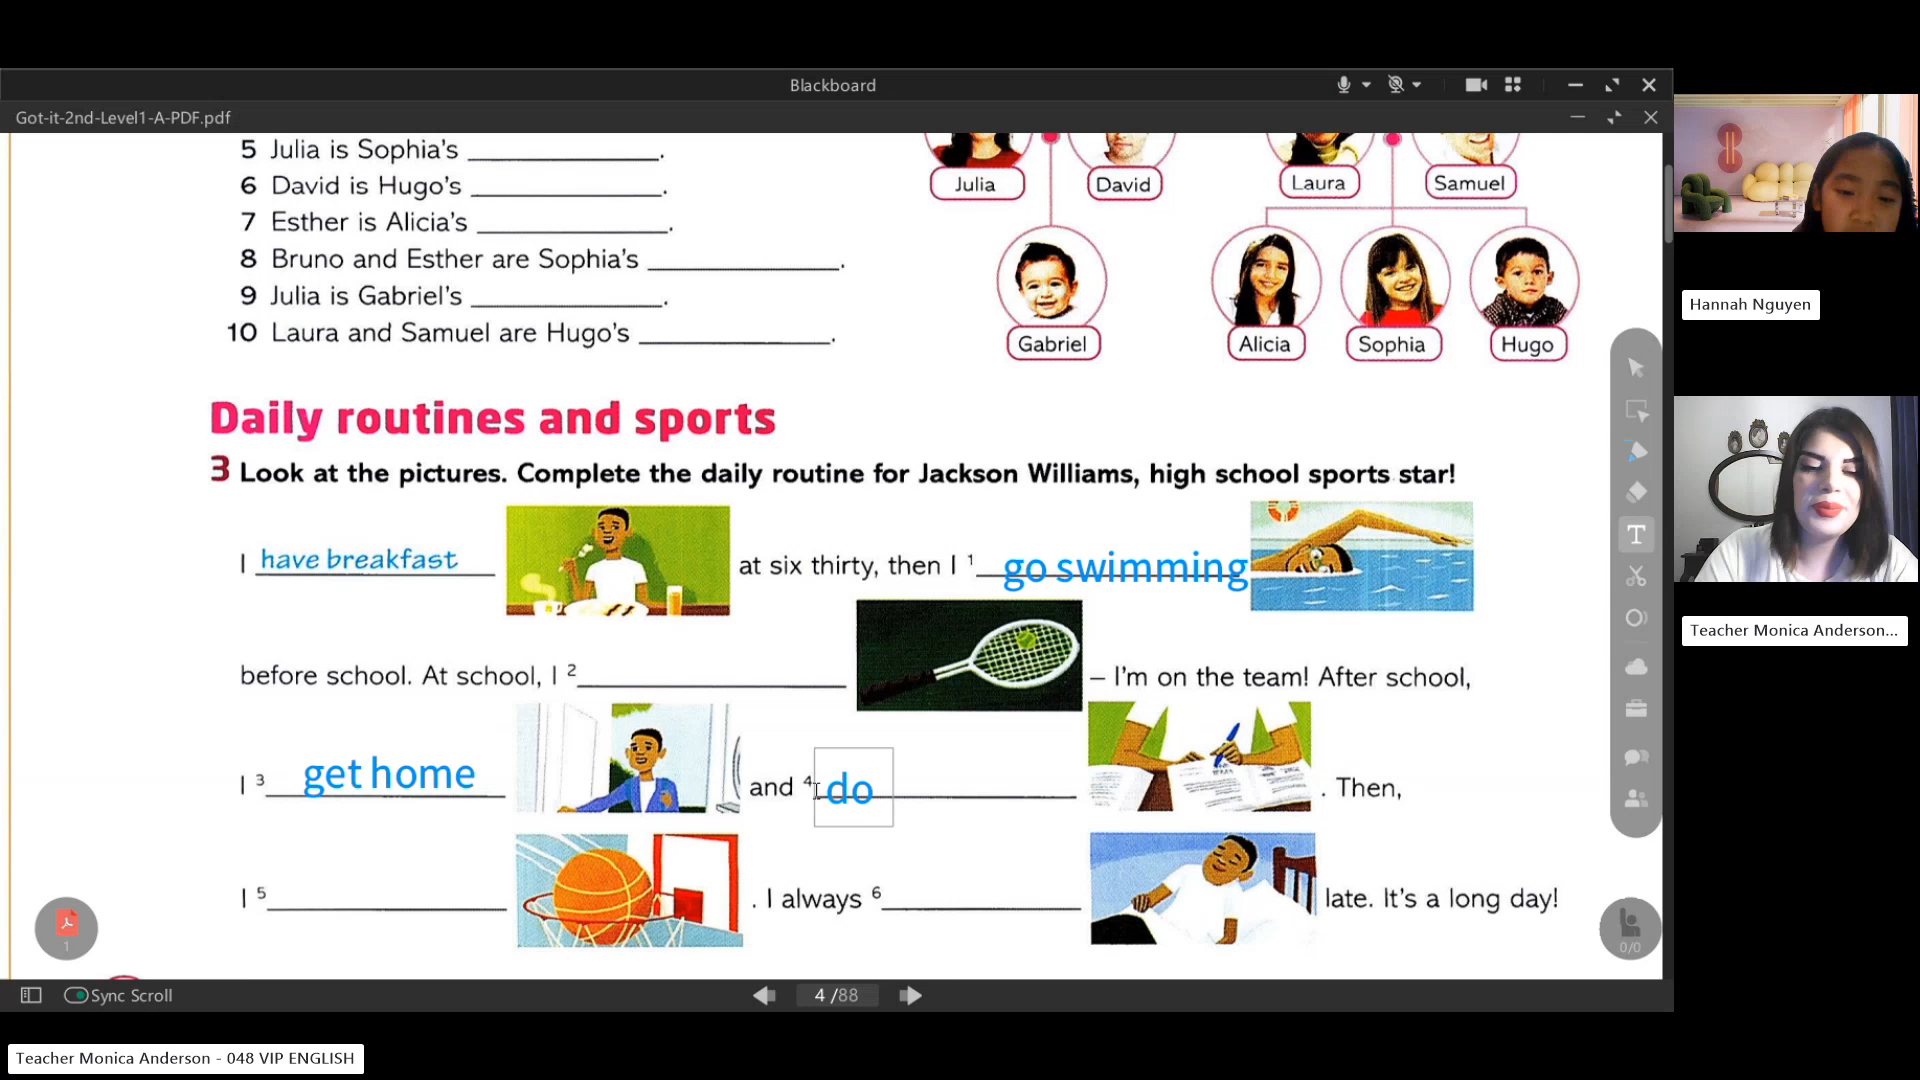 Blackboard
Got-it-2nd-Level1-A-PDF.pdf
5 Julia is Sophia's ____________.
6 David is Hugo's ____________.
7 Esther is Alicia's ____________.
8 Bruno and Esther are Sophia's ____________.
9 Julia is Gabriel's ____________.
10 Laura and Samuel are Hugo's ____________.
Julia
David
Laura
Samuel
Gabriel
Alicia
Sophia
Hugo
Daily routines and sports
3 Look at the pictures. Complete the daily routine for Jackson Williams, high school sports star!
I have breakfast at six thirty, then I 1 go swimming
before school. At school, I 2 ____________ – I'm on the team! After school,
I 3 get home and 4 do . Then,
I 5 ____________ . I always 6 ____________ late. It's a long day!
1
0/0
Sync Scroll
4 /88
Hannah Nguyen
Teacher Monica Anderson...
Teacher Monica Anderson - 048 VIP ENGLISH